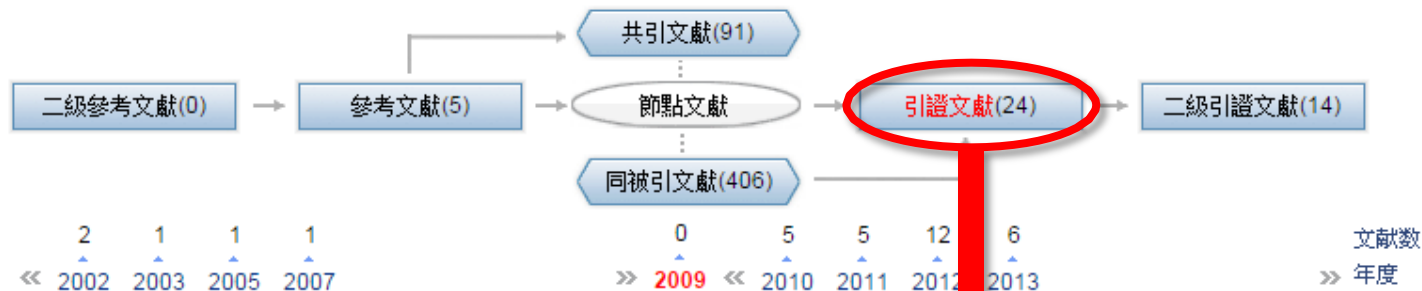 共引文獻(91)
二級參考文獻(0)
參考文獻(5)
節點文獻
引證文獻(24)
二級引證文獻(14)
同被引文獻(406)
2 1 1 1 0 5 5 12 6 文献数
« 2002 2003 2005 2007 » 2009 « 2010 2011 2012 2013 » 年度